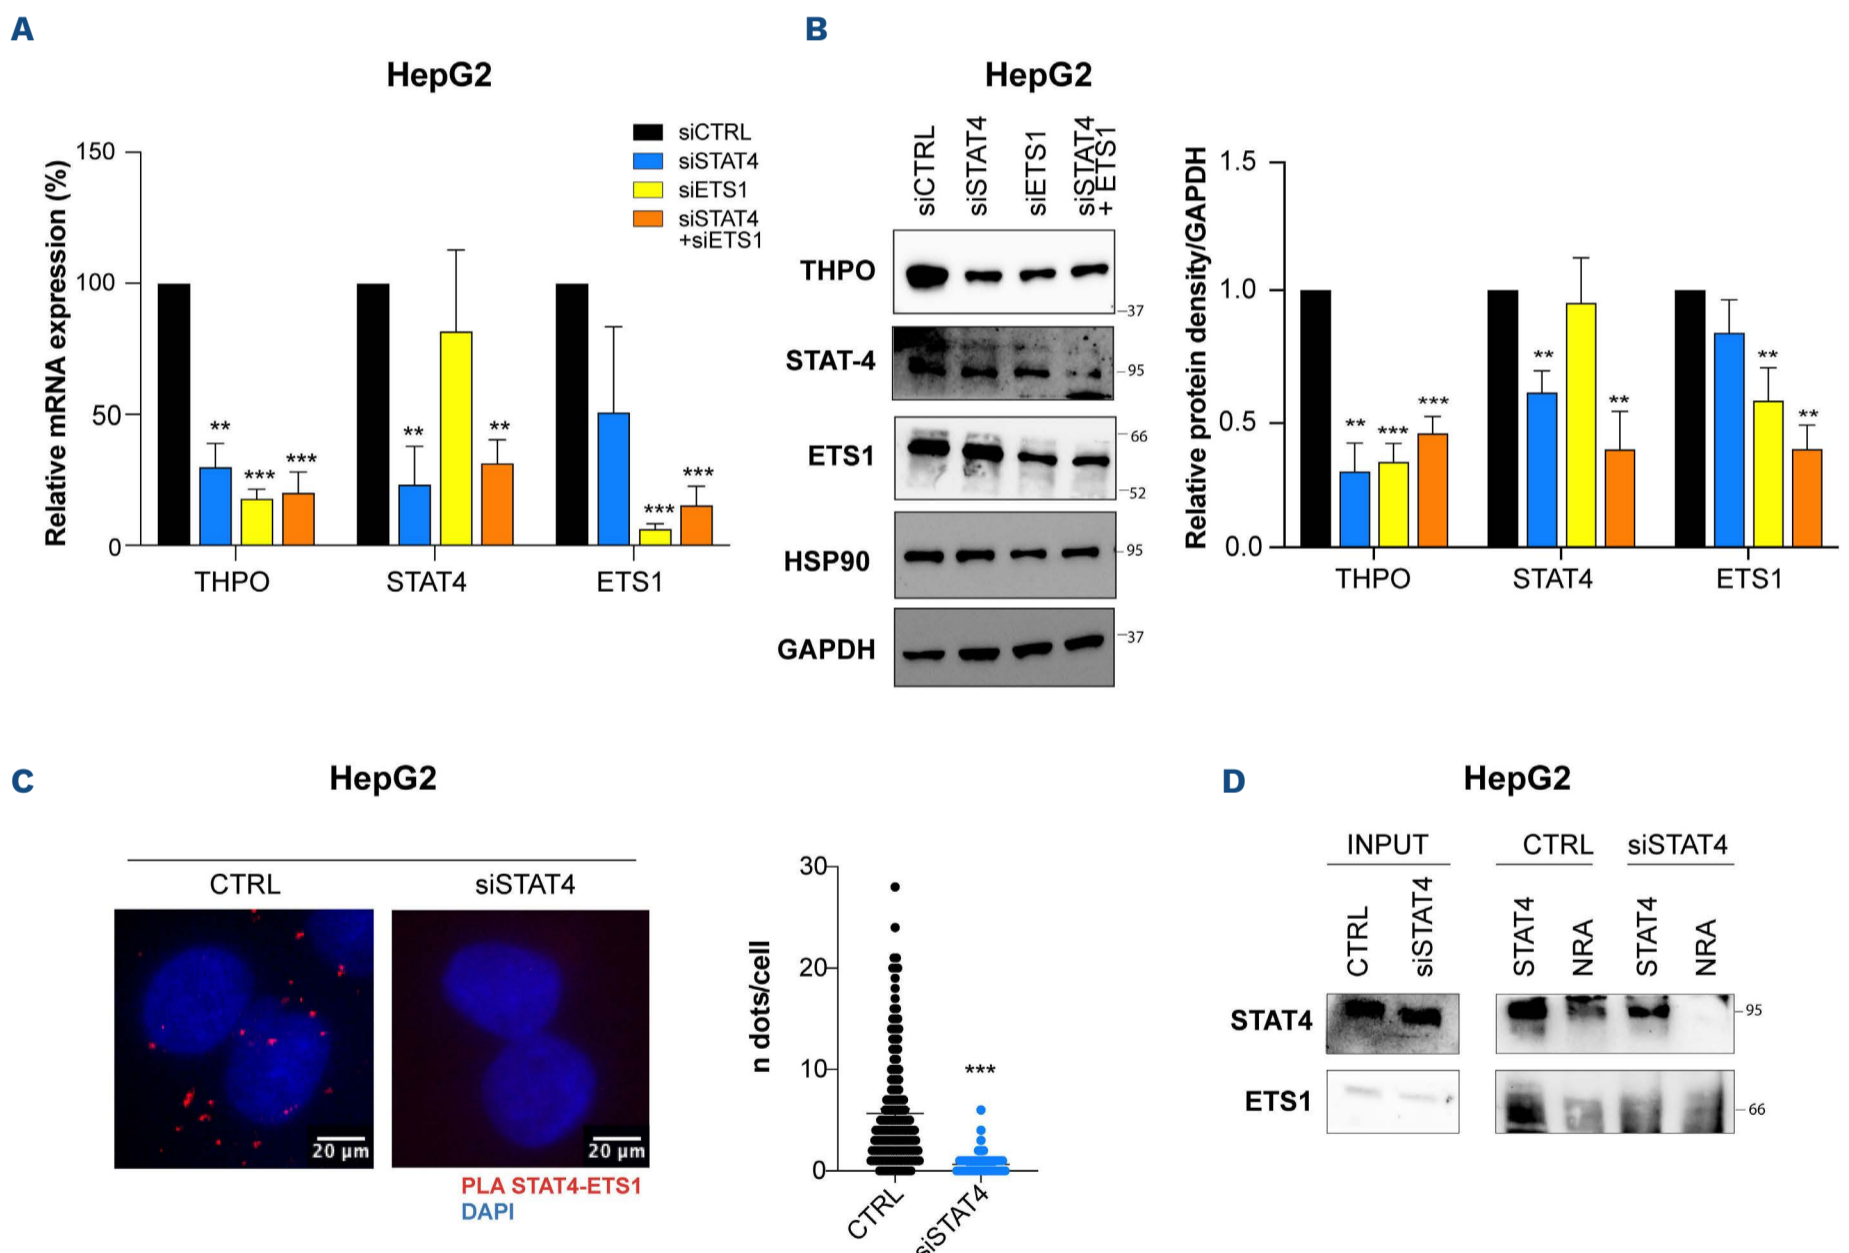 A
HepG2
siCTRL
siSTAT4
siETS1
siSTAT4
+siETS1
Relative mRNA expression (%)
150
100
50
0
**
***
***
**
**
***
***
THPO
STAT4
ETS1
B
HepG2
siCTRL
siSTAT4
siETS1
siSTAT4
+ ETS1
THPO
37
STAT-4
95
ETS1
66
52
HSP90
95
GAPDH
37
Relative protein density/GAPDH
1.5
1.0
0.5
0.0
**
***
***
**
**
**
**
THPO
STAT4
ETS1
C
HepG2
CTRL
siSTAT4
20 µm
20 µm
PLA STAT4-ETS1
DAPI
n dots/cell
30
20
10
0
***
CTRL
siSTAT4
D
HepG2
INPUT
CTRL
siSTAT4
CTRL
siSTAT4
STAT4
NRA
STAT4
NRA
STAT4
95
ETS1
66